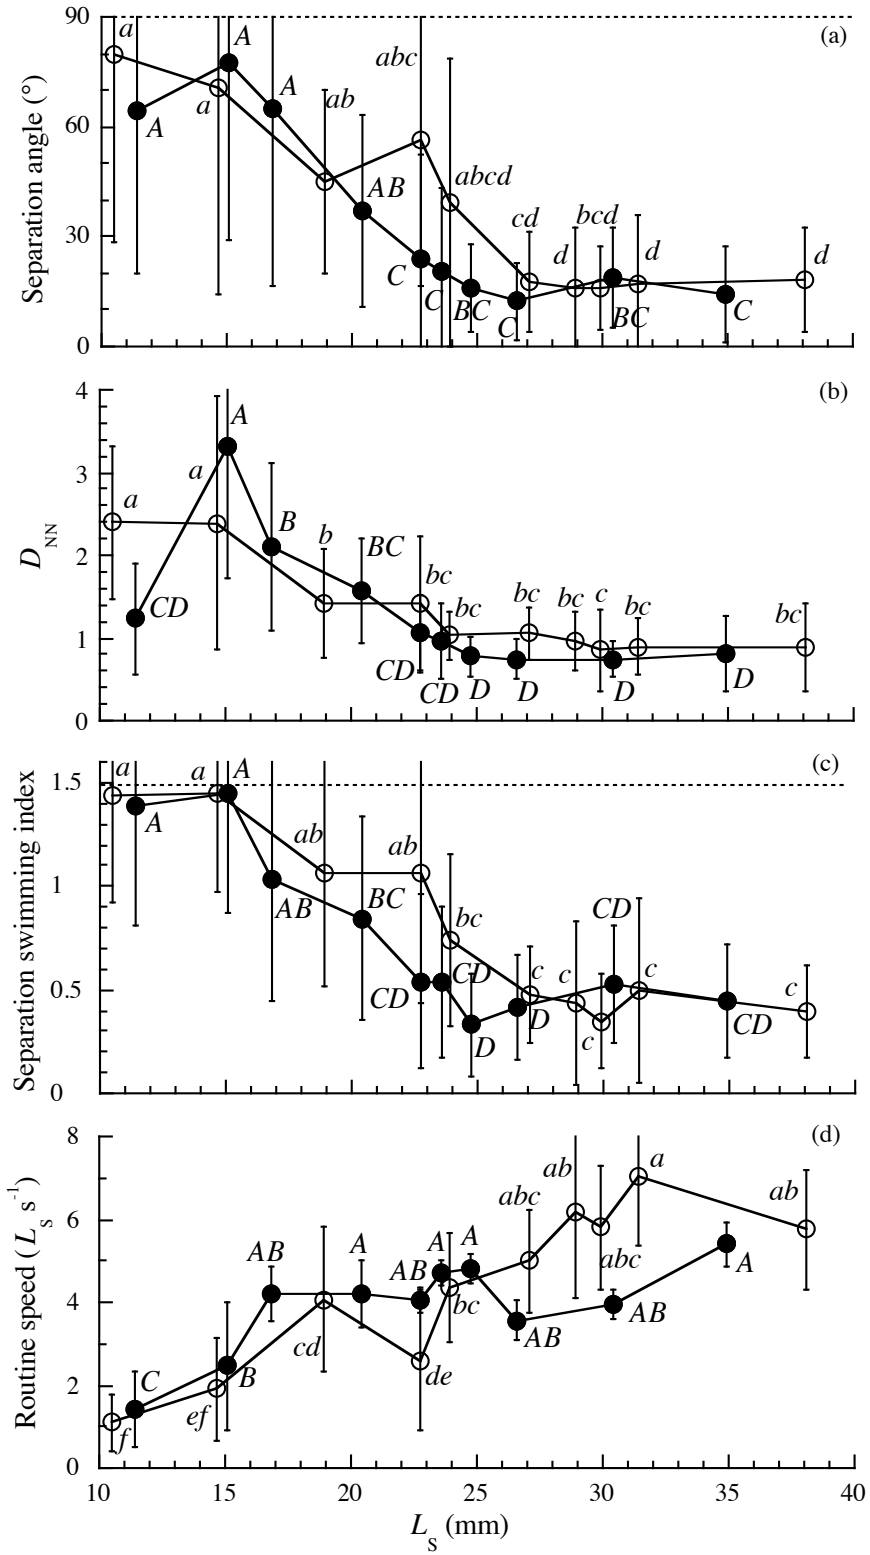 90
(a)
a
A
abc
A
ab
a
A
60
Separation angle (°)
abcd
AB
cd
bcd
30
d
d
d
C
C
BC
BC
C
C
0
4
(b)
A
a
a
3
B
b
BC
D
NN
2
bc
bc
bc
bc
c
bc
bc
CD
1
CD
CD
D
D
D
D
0
(c)
a
a
A
1.5
A
ab
ab
Separation swimming index
1
AB
BC
bc
CD
CD
c
c
c
c
0.5
CD
D
CD
D
c
0
8
(d)
ab
a
ab
abc
Routine speed (Ls s-1)
6
AB
A
A
A
AB
abc
A
4
bc
AB
AB
cd
C
de
2
B
ef
f
0
10
15
20
25
30
35
40
LS (mm)